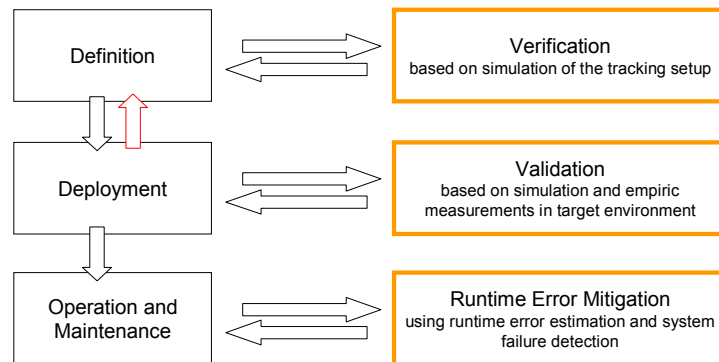 Definition
Verification
based on simulation of the tracking setup
Deployment
Validation
based on simulation and empiric
measurements in target environment
Operation and
Maintenance
Runtime Error Mitigation
using runtime error estimation and system
failure detection